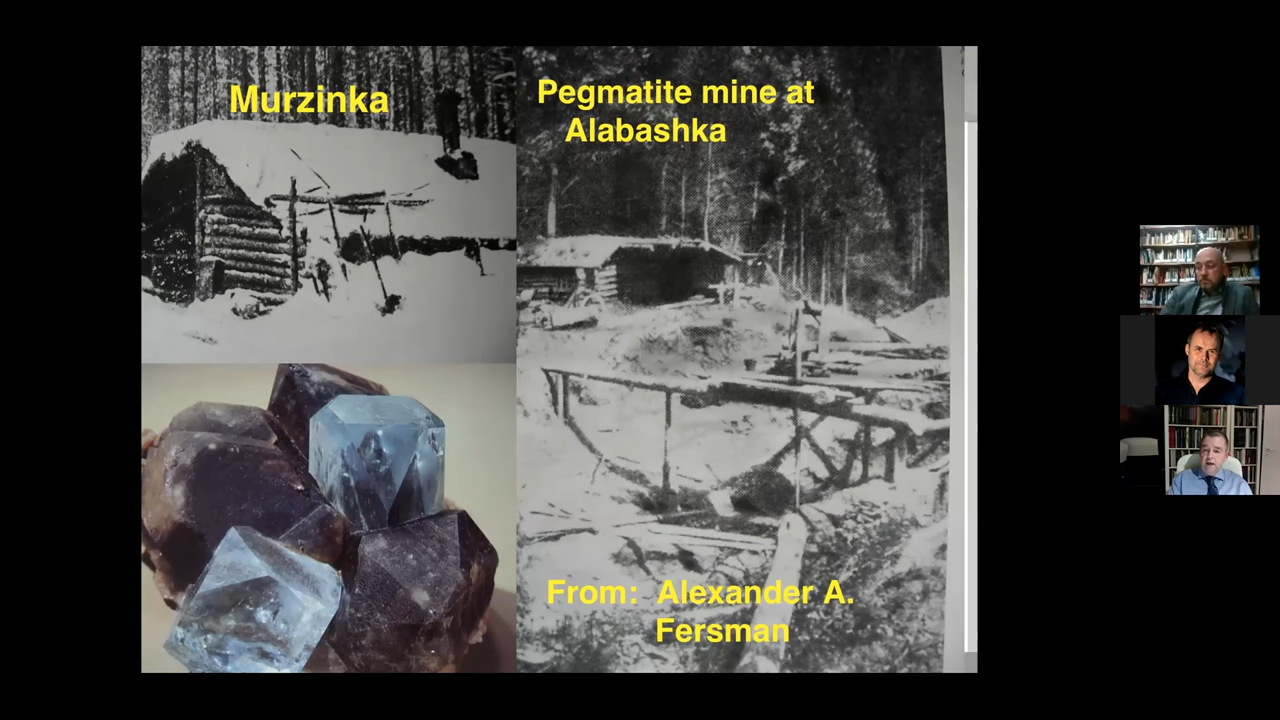 Murzinka
Pegmatite mine at
Alabashka
From: Alexander A.
Fersman